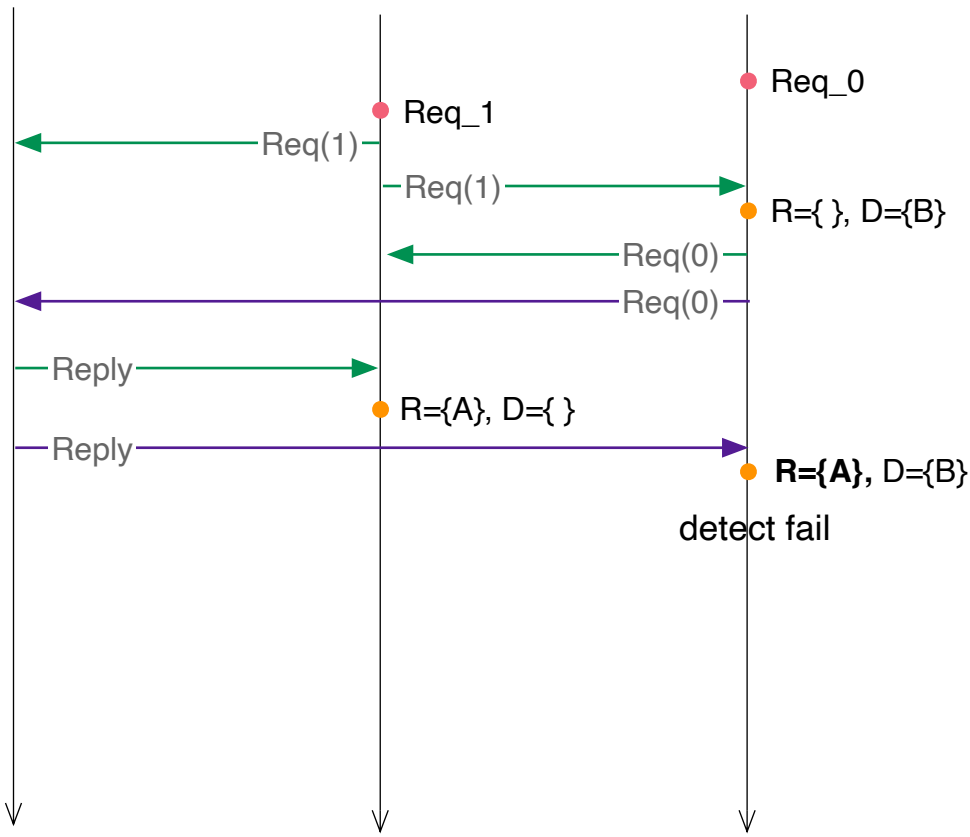 Req_0
Req_1
Req(1)
Req(1)
R={ }, D={B}
Req(0)
Req(0)
Reply
R={A}, D={ }
Reply
R={A}, D={B}
detect fail